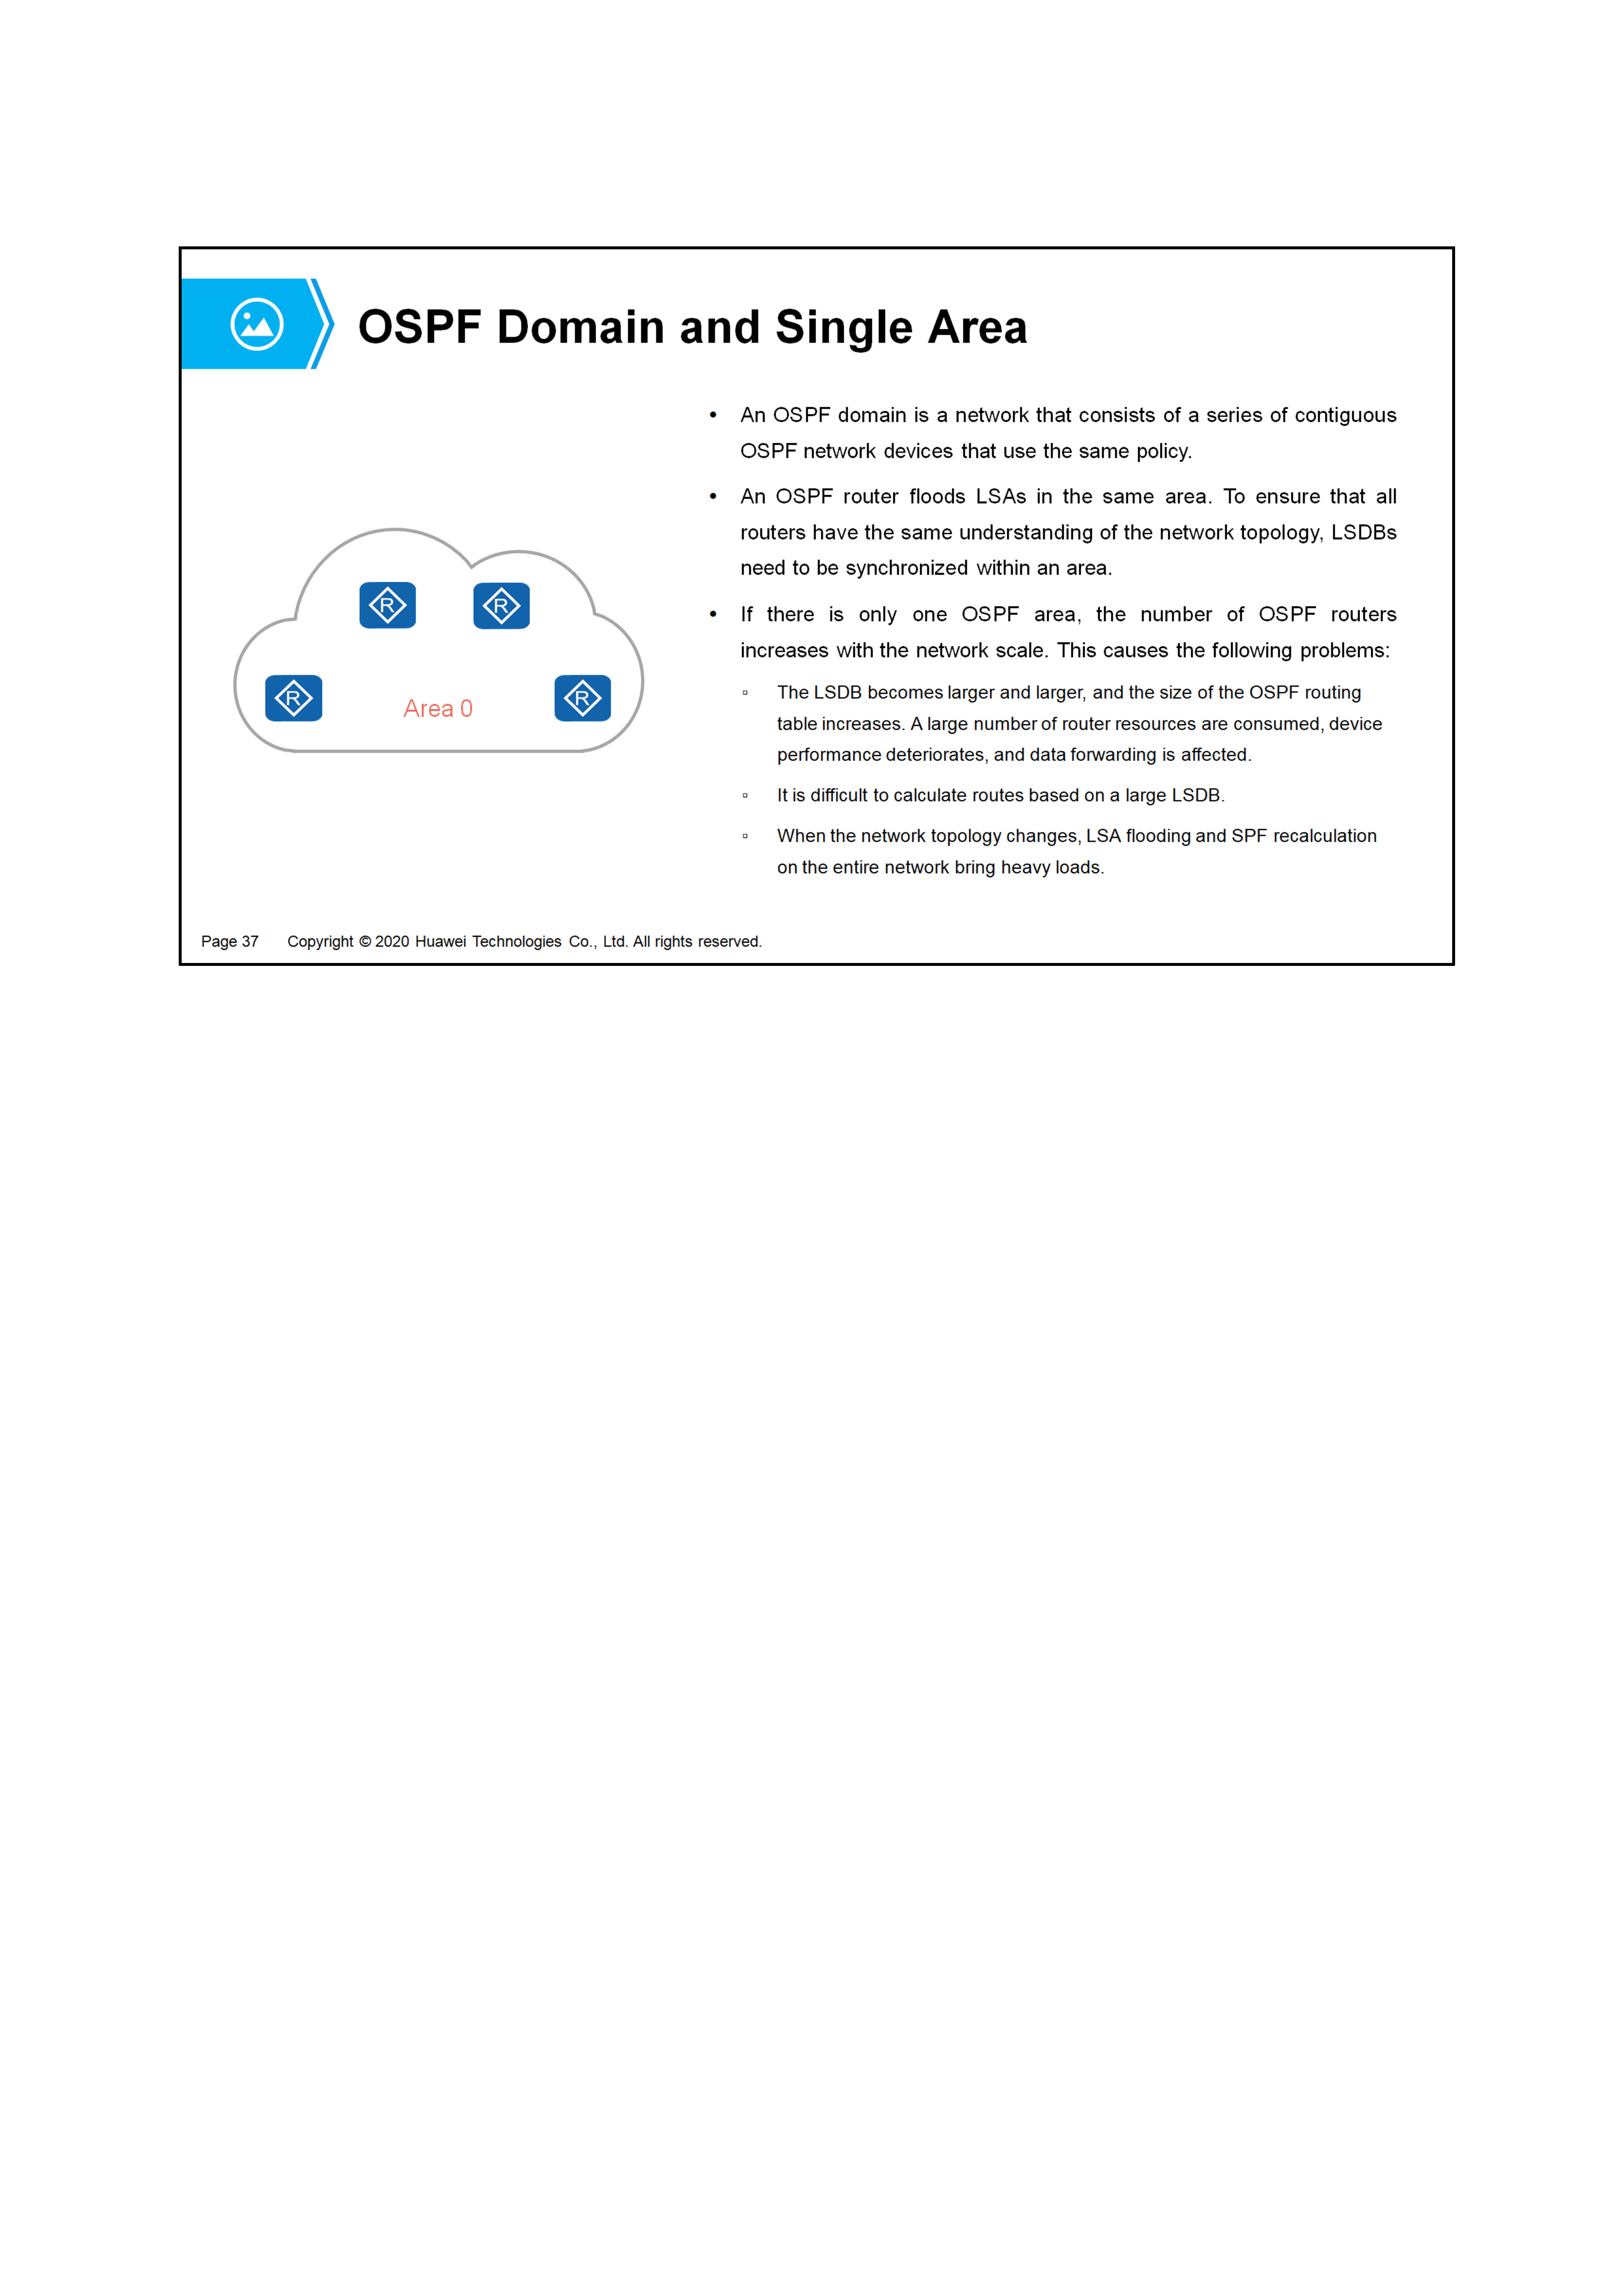 OSPF Domain and Single Area
• An OSPF domain is a network that consists of a series of contiguous
OSPF network devices that use the same policy.
• An OSPF router floods LSAs in the same area. To ensure that all
routers have the same understanding of the network topology, LSDBs
need to be synchronized within an area.
• If there is only one OSPF area, the number of OSPF routers
increases with the network scale. This causes the following problems:
▫ The LSDB becomes larger and larger, and the size of the OSPF routing
table increases. A large number of router resources are consumed, device
performance deteriorates, and data forwarding is affected.
▫ It is difficult to calculate routes based on a large LSDB.
▫ When the network topology changes, LSA flooding and SPF recalculation
on the entire network bring heavy loads.
R R
R Area 0 R
Page 37 Copyright © 2020 Huawei Technologies Co., Ltd. All rights reserved.